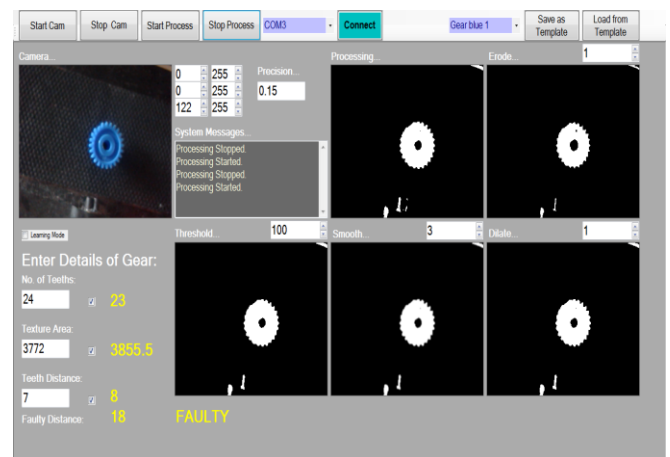 Start Cam Stop Cam Start Process Stop Process COM3 Connect Gear blue 1 Save as Template Load from Template
Camera... Precision... Processing... Erode... 1
0 255 0.15
0 255
122 255
System Messages...
Processing Stopped.
Processing Started.
Processing Stopped.
Processing Started.
Learning Mode Threshold... 100 Smooth... 3 Dilate... 1
Enter Details of Gear:
No. of Teeths:
24 23
Texture Area:
3772 3855.5
Teeth Distance:
7 8
Faulty Distance: 18 FAULTY